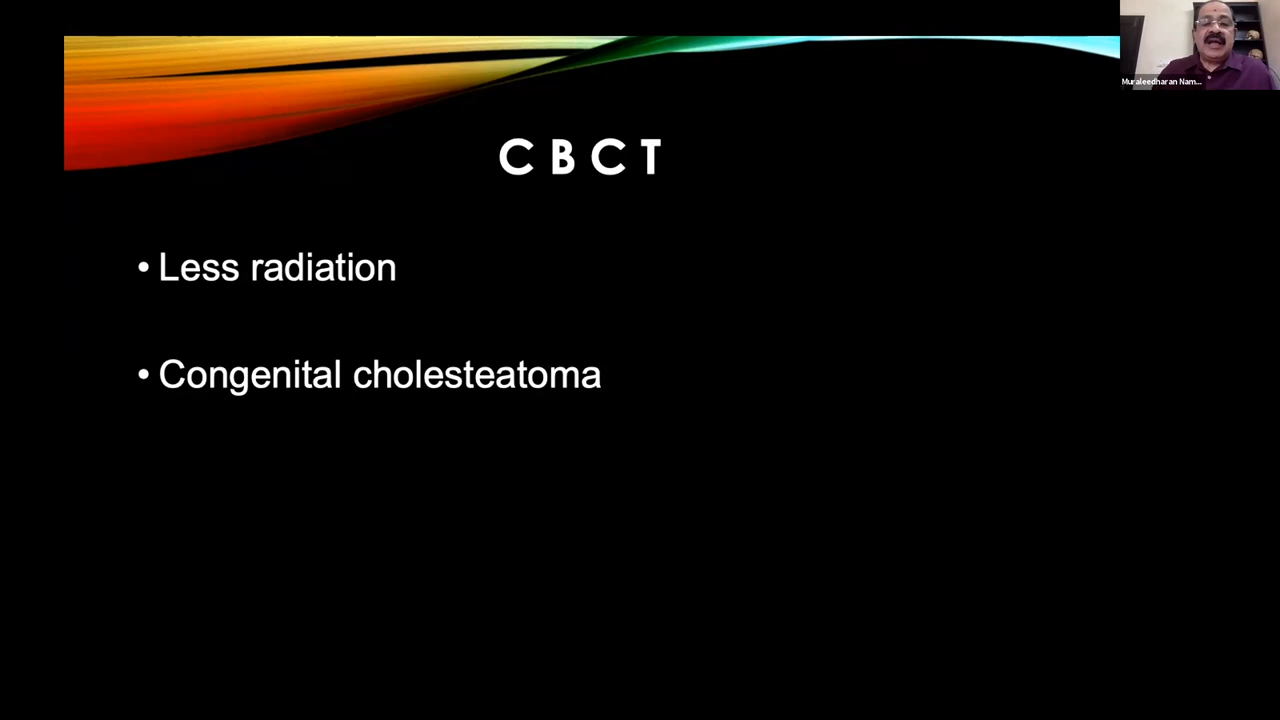 Muraleedharan Nam...
C B C T
• Less radiation
• Congenital cholesteatoma